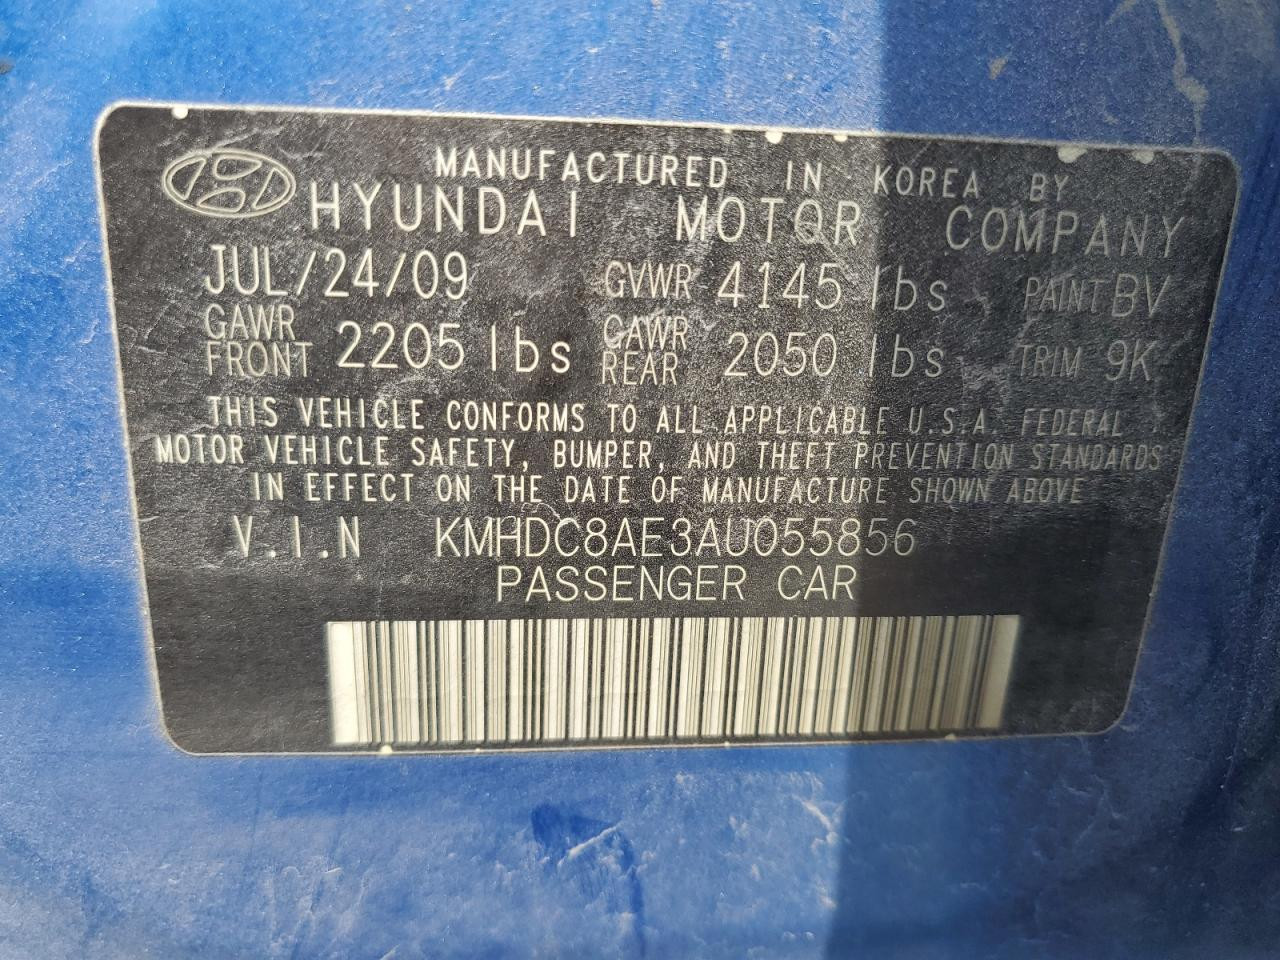 MANUFACTURED IN KOREA BY
HYUNDAI MOTOR COMPANY
JUL/24/09 GVWR 4145 lbs PAINT BV
GAWR FRONT 2205 lbs GAWR REAR 2050 lbs TRIM 9K
THIS VEHICLE CONFORMS TO ALL APPLICABLE U.S.A. FEDERAL
MOTOR VEHICLE SAFETY, BUMPER, AND THEFT PREVENTION STANDARDS
IN EFFECT ON THE DATE OF MANUFACTURE SHOWN ABOVE
V.I.N KMHDC8AE3AU055856
PASSENGER CAR